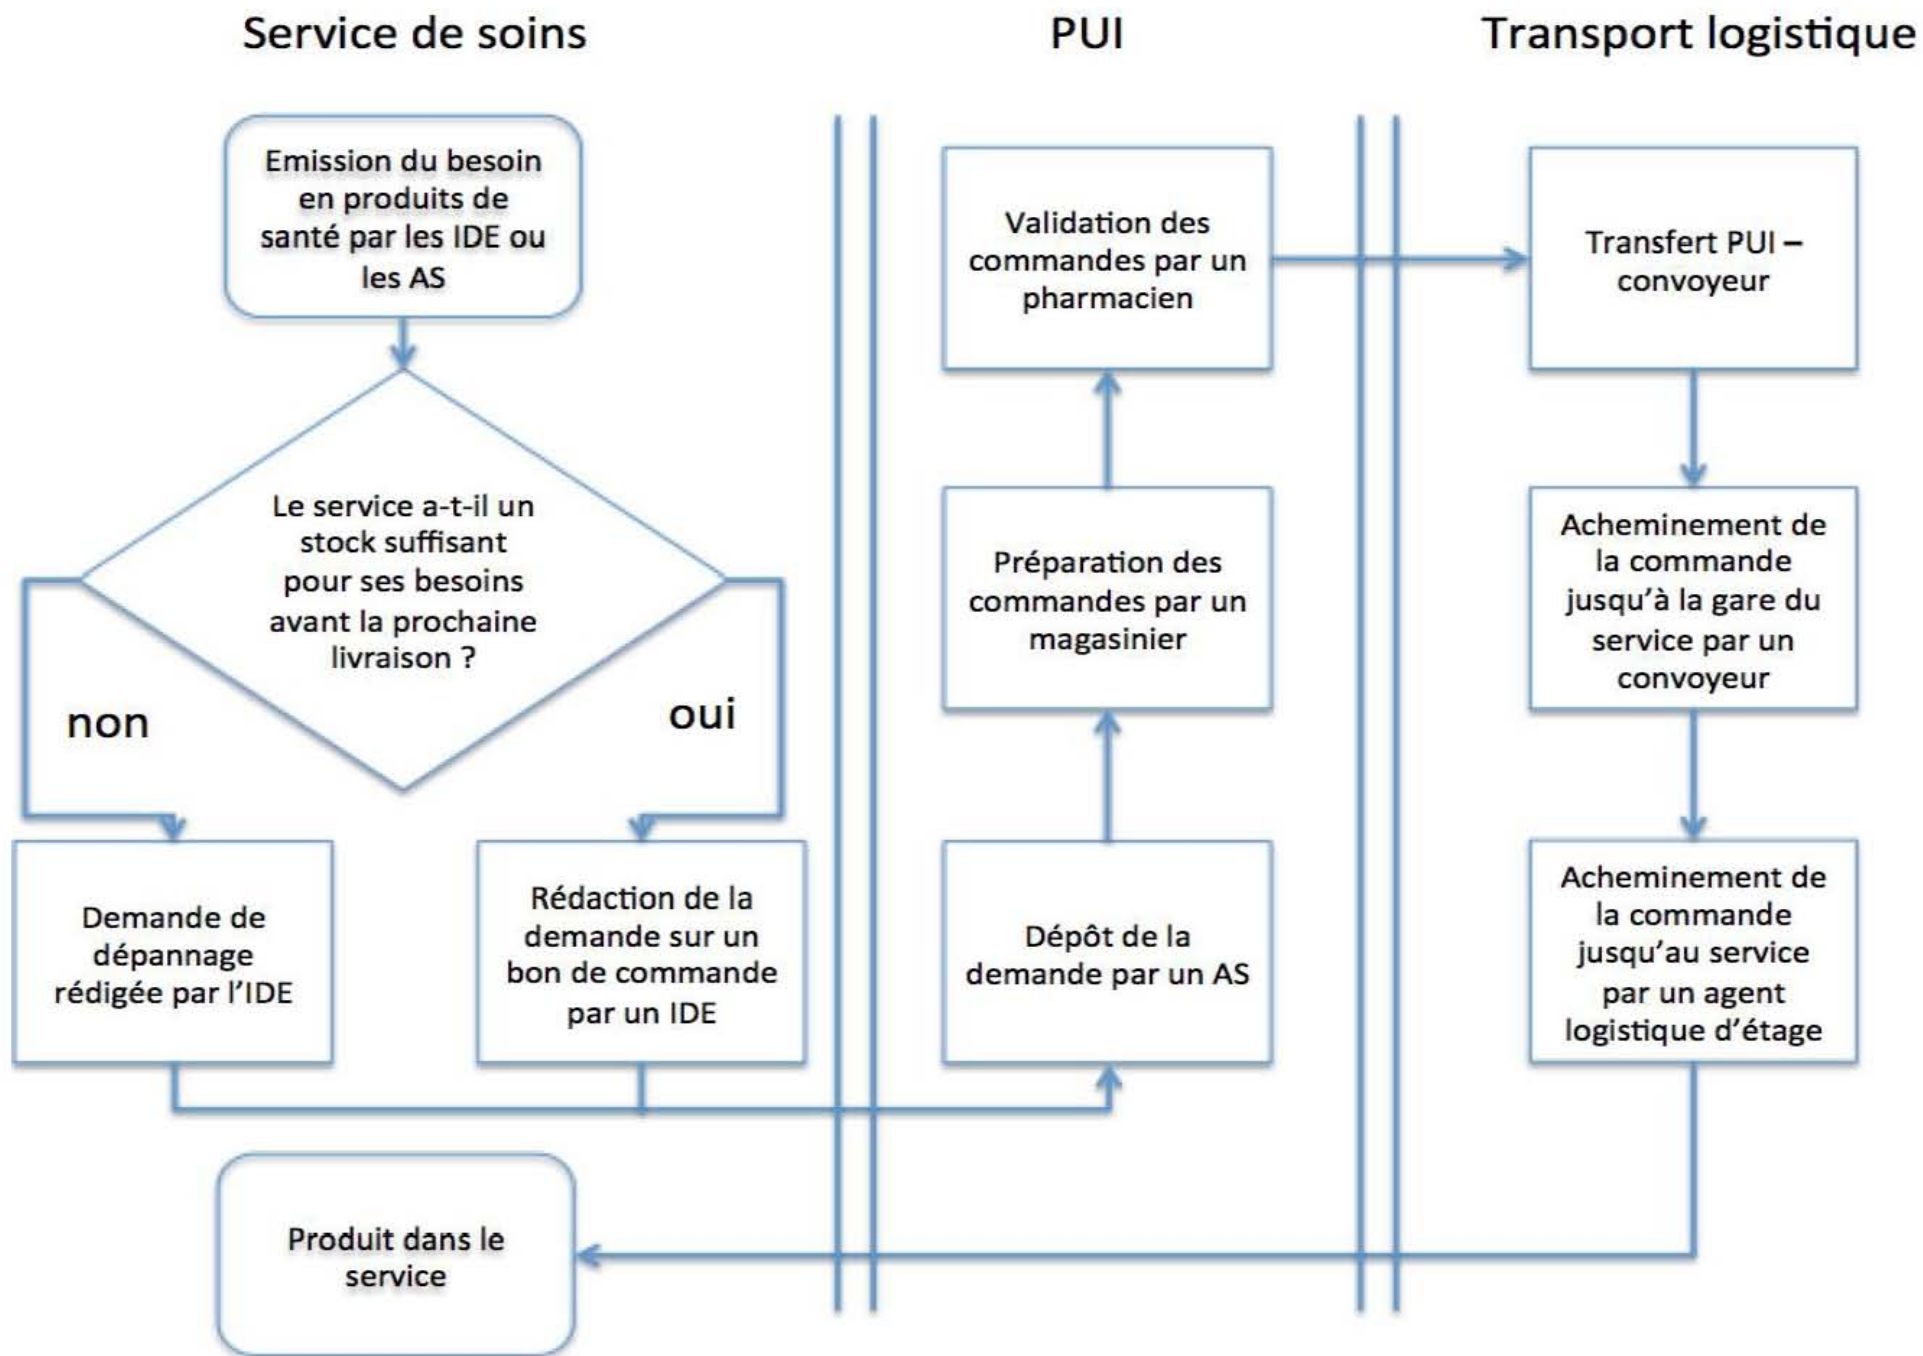 Service de soins
PUI
Transport logistique
Emission du besoin
en produits de
santé par les IDE ou
les AS
Le service a-t-il un
stock suffisant
pour ses besoins
avant la prochaine
livraison ?
non
oui
Demande de
dépannage
rédigée par l'IDE
Rédaction de la
demande sur un
bon de commande
par un IDE
Dépôt de la
demande par un AS
Préparation des
commandes par un
magasinier
Validation des
commandes par un
pharmacien
Transfert PUI –
convoyeur
Acheminement de
la commande
jusqu'à la gare du
service par un
convoyeur
Acheminement de
la commande
jusqu'au service
par un agent
logistique d'étage
Produit dans le
service